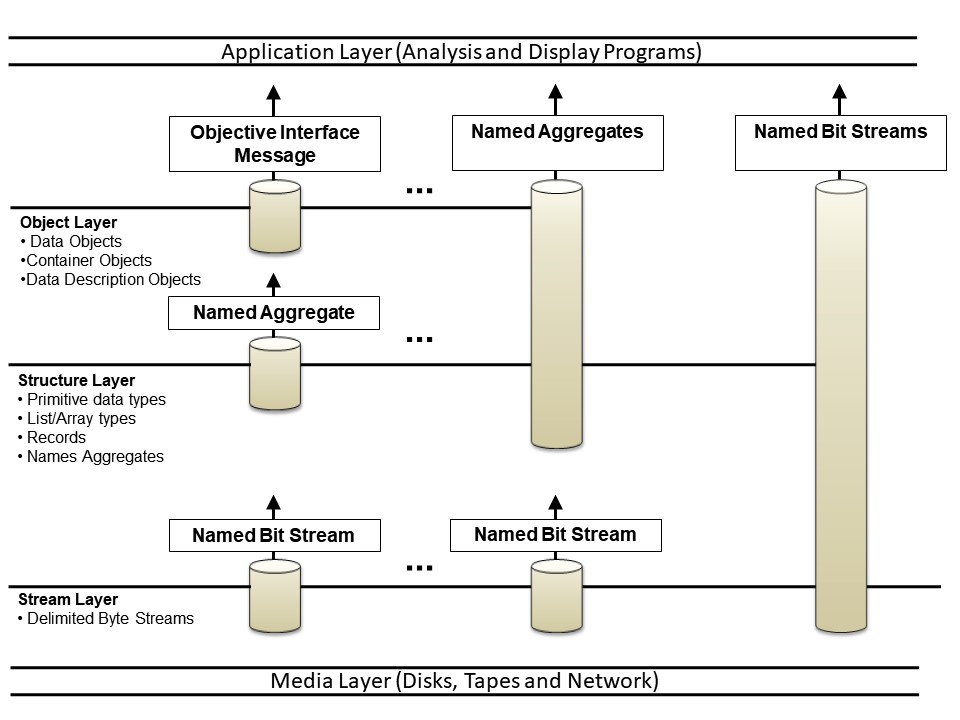 Application Layer (Analysis and Display Programs)
Objective Interface
Message
Named Aggregates
Named Bit Streams
...
Object Layer
• Data Objects
•Container Objects
•Data Description Objects
Named Aggregate
...
Structure Layer
• Primitive data types
• List/Array types
• Records
• Names Aggregates
Named Bit Stream
Named Bit Stream
...
Stream Layer
• Delimited Byte Streams
Media Layer (Disks, Tapes and Network)